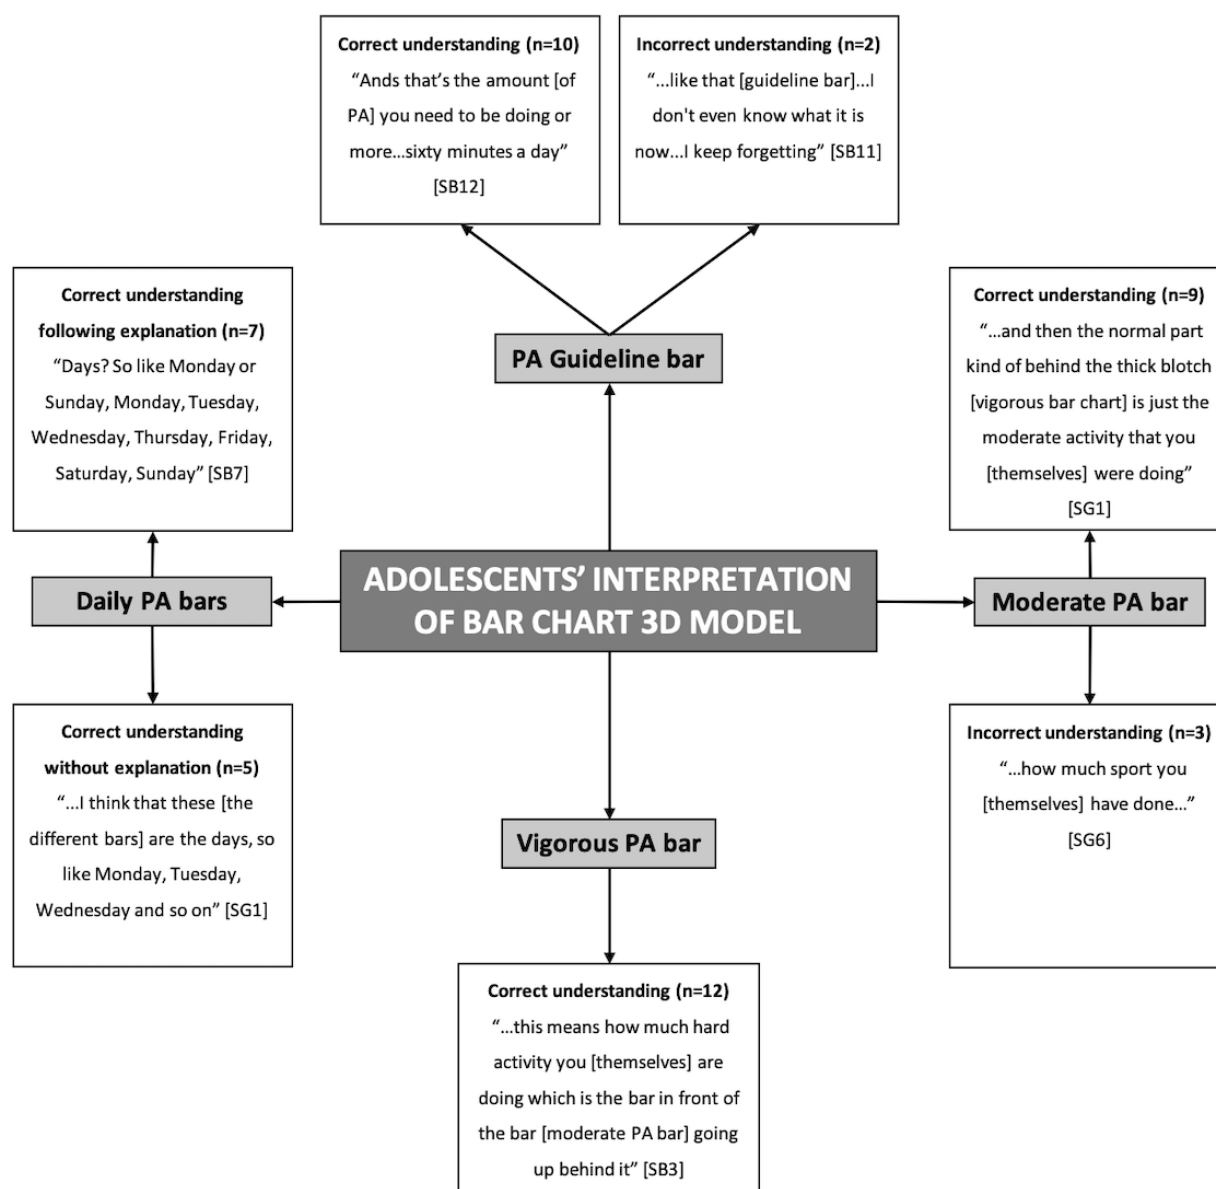 Correct understanding (n=10)
“Ands that’s the amount [of
PA] you need to be doing or
more…sixty minutes a day”
[SB12]
Incorrect understanding (n=2)
“…like that [guideline bar]…I
don't even know what it is
now…I keep forgetting” [SB11]
Correct understanding
following explanation (n=7)
“Days? So like Monday or
Sunday, Monday, Tuesday,
Wednesday, Thursday, Friday,
Saturday, Sunday” [SB7]
PA Guideline bar
Correct understanding (n=9)
“…and then the normal part
kind of behind the thick blotch
[vigorous bar chart] is just the
moderate activity that you
[themselves] were doing”
[SG1]
Daily PA bars
ADOLESCENTS’ INTERPRETATION
OF BAR CHART 3D MODEL
Moderate PA bar
Correct understanding
without explanation (n=5)
“…I think that these [the
different bars] are the days, so
like Monday, Tuesday,
Wednesday and so on” [SG1]
Vigorous PA bar
Incorrect understanding (n=3)
“…how much sport you
[themselves] have done…”
[SG6]
Correct understanding (n=12)
“…this means how much hard
activity you [themselves] are
doing which is the bar in front of
the bar [moderate PA bar] going
up behind it” [SB3]